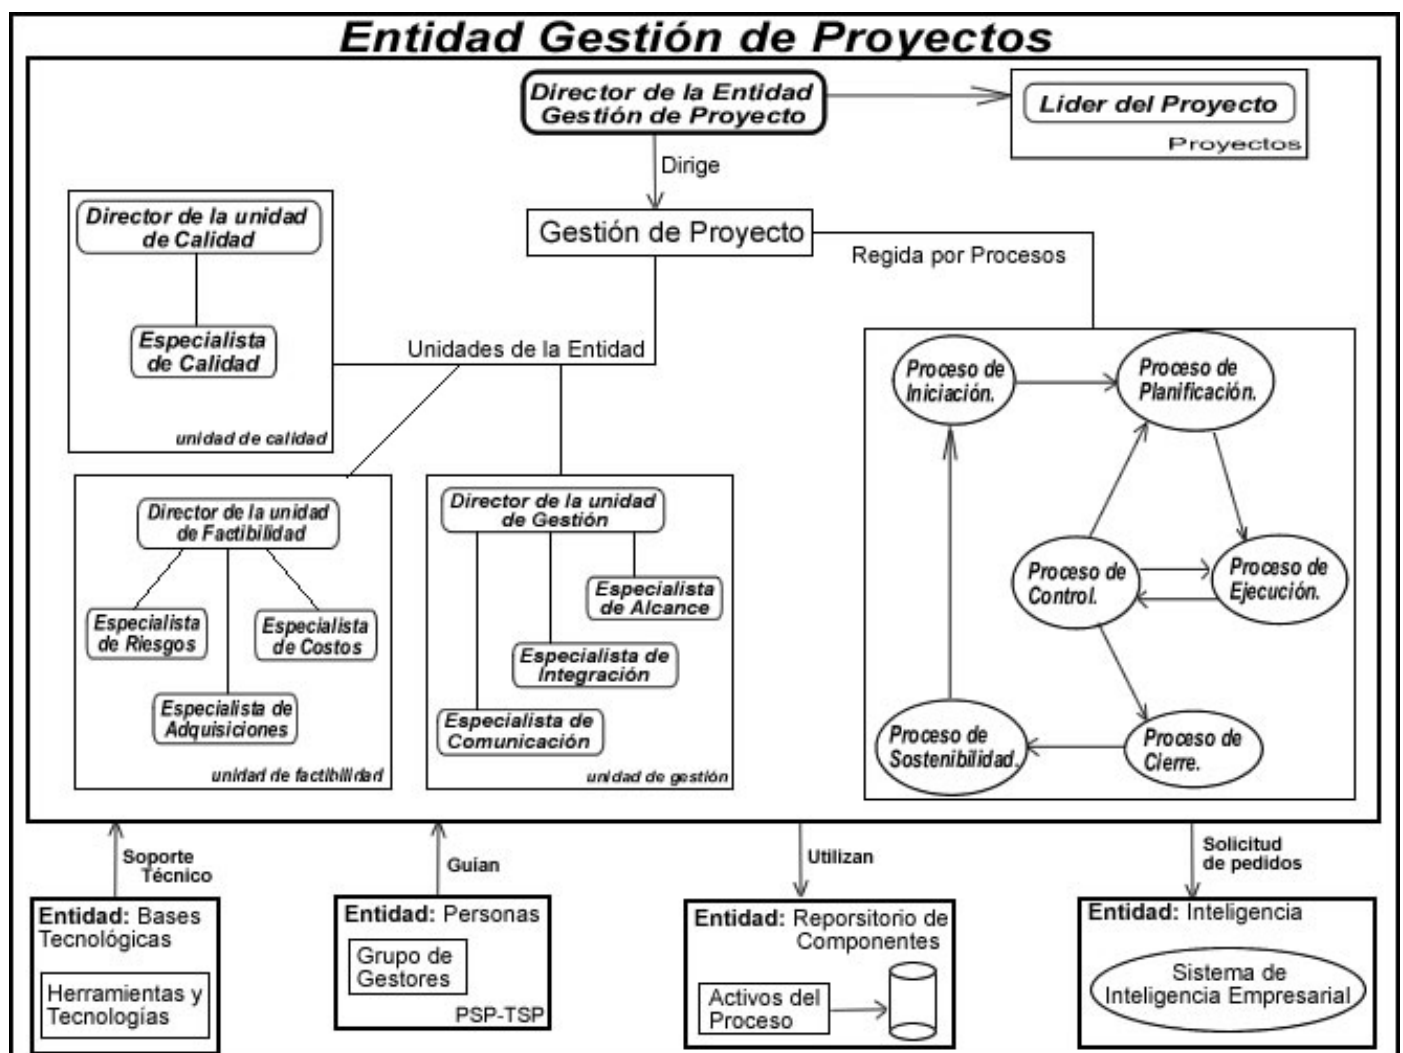 Entidad Gestión de Proyectos
Director de la Entidad
Gestión de Proyecto
Lider del Proyecto
Proyectos
Dirige
Gestión de Proyecto
Regida por Procesos
Director de la unidad
de Calidad
Especialista
de Calidad
unidad de calidad
Unidades de la Entidad
Director de la unidad
de Factibilidad
Especialista
de Riesgos
Especialista
de Costos
Especialista de
Adquisiciones
unidad de factibilidad
Director de la unidad
de Gestión
Especialista
de Alcance
Especialista de
Integración
Especialista de
Comunicación
unidad de gestión
Proceso de
Iniciación.
Proceso de
Planificación.
Proceso de
Control.
Proceso de
Ejecución.
Proceso de
Sostenibilidad.
Proceso de
Cierre.
Soporte
Técnico
Guian
Utilizan
Solicitud
de pedidos
Entidad: Bases
Tecnológicas
Herramientas y
Tecnologías
Entidad: Personas
Grupo de
Gestores
PSP-TSP
Entidad: Reporsitorio de
Componentes
Activos del
Proceso
Entidad: Inteligencia
Sistema de
Inteligencia Empresarial